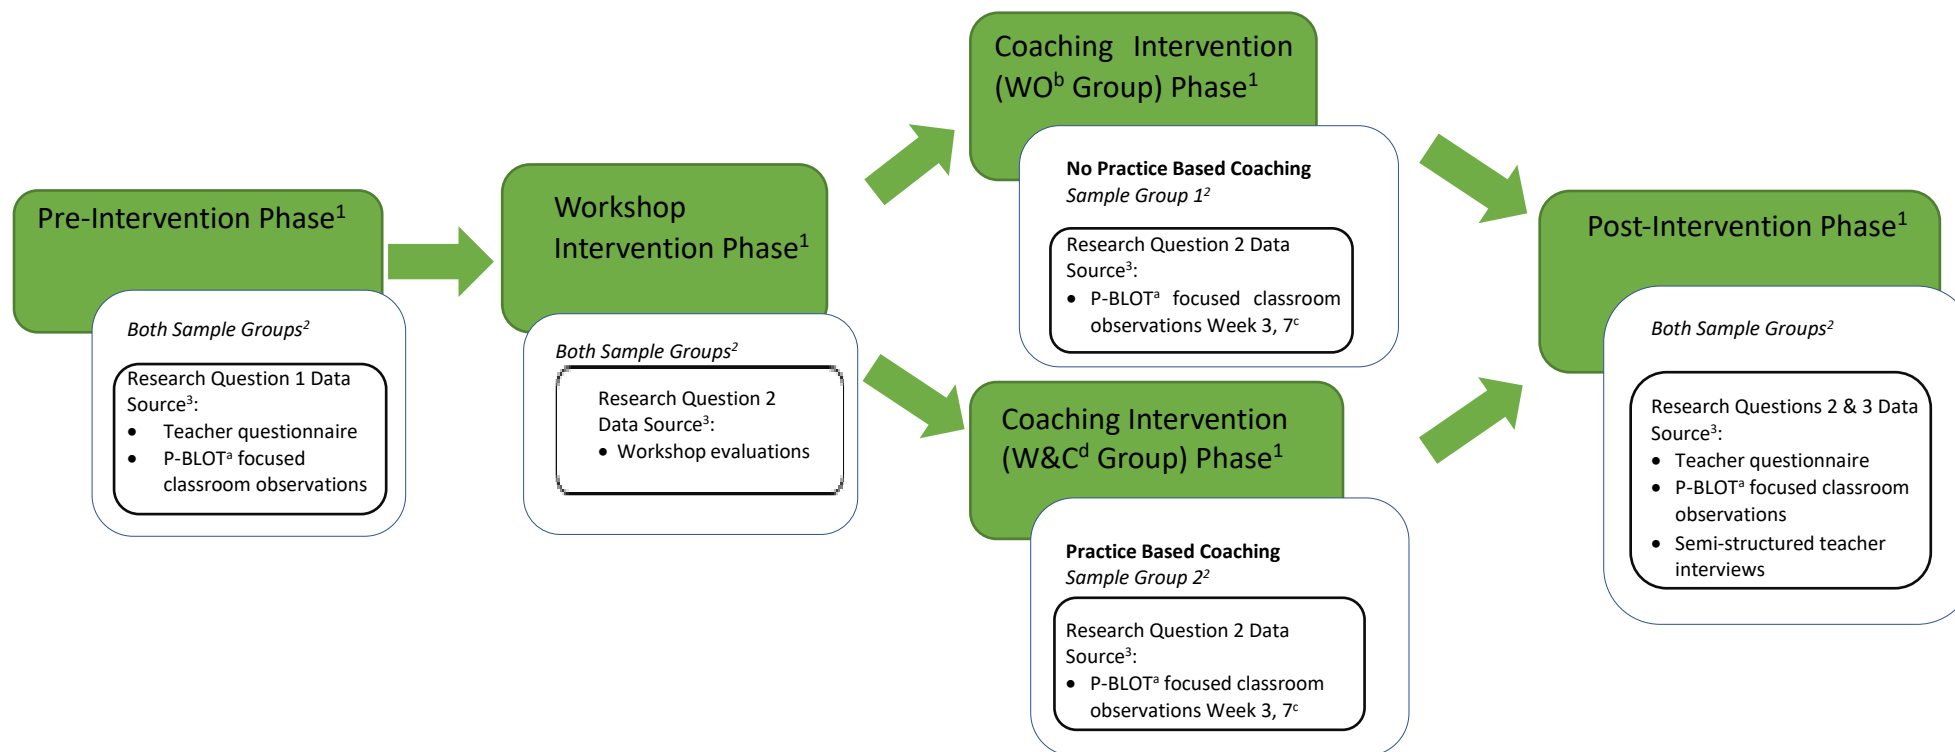 Pre-Intervention Phase¹
Both Sample Groups²
Research Question 1 Data
Source³:
• Teacher questionnaire
• P-BLOTᵃ focused
classroom observations
Workshop
Intervention Phase¹
Both Sample Groups²
Research Question 2
Data Source³:
• Workshop evaluations
Coaching Intervention
(WOᵇ Group) Phase¹
No Practice Based Coaching
Sample Group 1²
Research Question 2 Data
Source³:
• P-BLOTᵃ focused classroom
observations Week 3, 7ᶜ
Coaching Intervention
(W&Cᵈ Group) Phase¹
Practice Based Coaching
Sample Group 2²
Research Question 2 Data
Source³:
• P-BLOTᵃ focused classroom
observations Week 3, 7ᶜ
Post-Intervention Phase¹
Both Sample Groups²
Research Questions 2 & 3 Data
Source³:
• Teacher questionnaire
• P-BLOTᵃ focused classroom
observations
• Semi-structured teacher
interviews